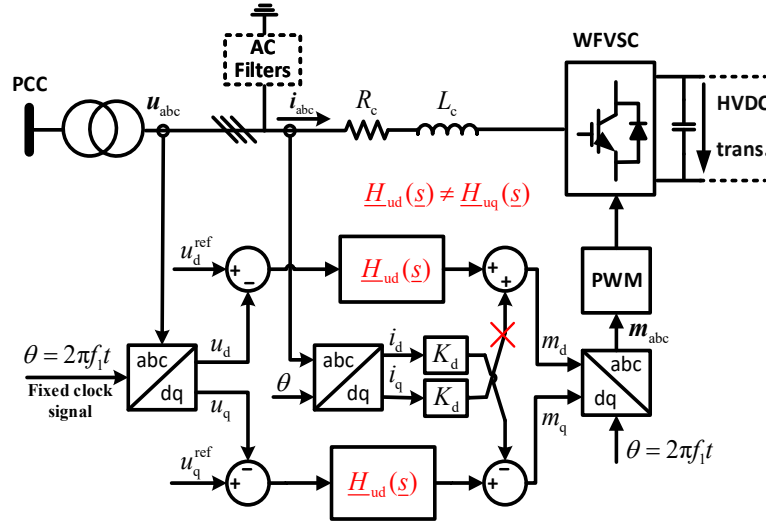 AC
Filters
WFVSC
PCC
u_abc
i_abc
R_c
L_c
HVDC
trans.
H_ud(s) ≠ H_uq(s)
u_d^ref
+
−
H_ud(s)
+
+
PWM
m_abc
θ = 2πf_1t
Fixed clock
signal
abc
dq
u_d
u_q
θ
abc
dq
i_d
i_q
K_d
K_d
m_d
m_q
abc
dq
θ = 2πf_1t
u_q^ref
+
−
H_ud(s)
+
−